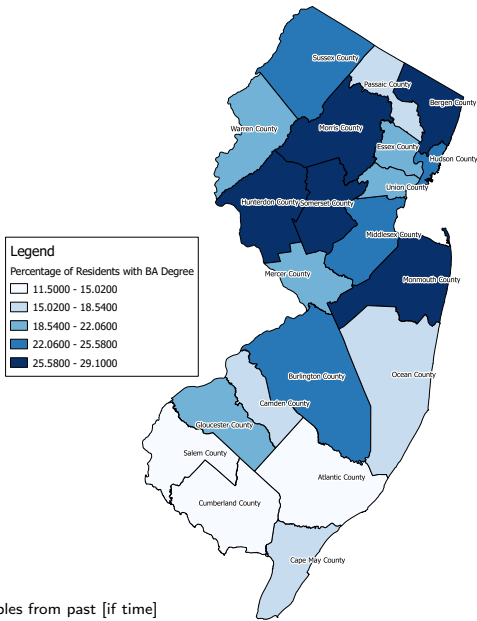 Sussex County
Passaic County
Bergen County
Warren County
Morris County
Essex County
Hudson County
Union County
Hunterdon County
Somerset County
Middlesex County
Mercer County
Monmouth County
Legend
Percentage of Residents with BA Degree
11.5000 - 15.0200
15.0200 - 18.5400
18.5400 - 22.0600
22.0600 - 25.5800
25.5800 - 29.1000
Ocean County
Burlington County
Camden County
Gloucester County
Salem County
Atlantic County
Cumberland County
Cape May County
ples from past [if time]